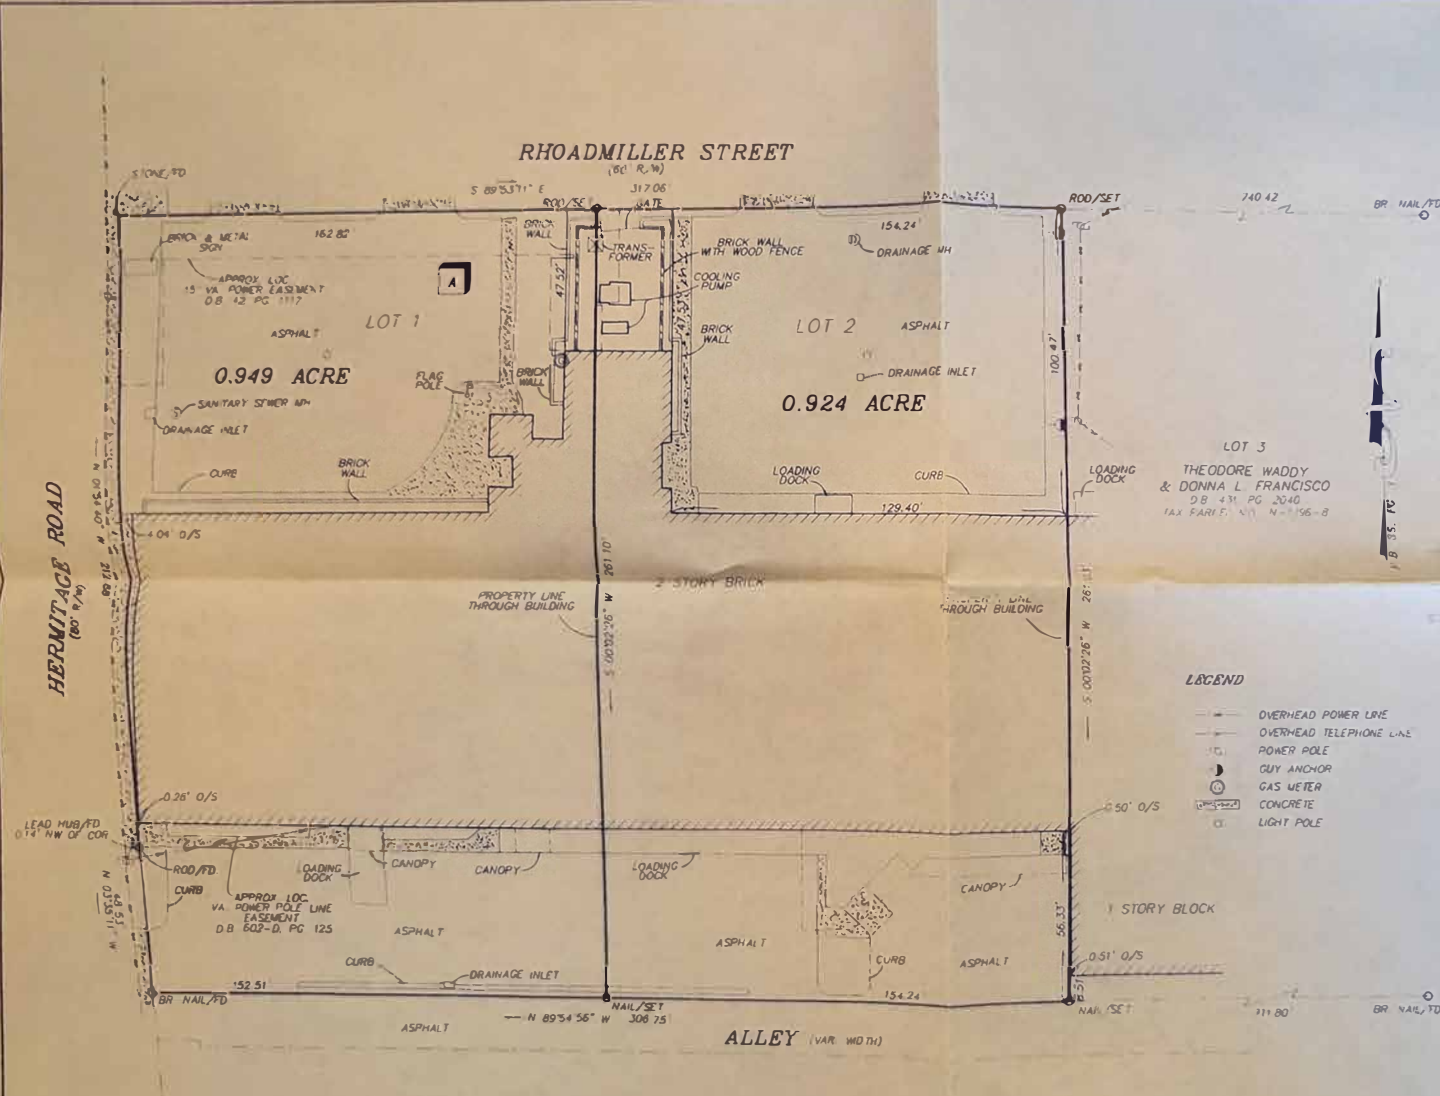 RHOADMILLER STREET
(60' R/W)
STONE/FD
S 89°53'11" E
317.06'
ROD/SET
GATE
ROD/SET
740.42
BR NAIL/FD
162.82'
154.24'
BRICK & METAL
SIGN
BRICK
WALL
TRANS-
FORMER
BRICK WALL
WITH WOOD FENCE
DRAINAGE MH
APPROX. LOC.
15' VA. POWER EASEMENT
A
47.52'
COOLING
PUMP
47.53'
LOT 1
ASPHALT
LOT 2
ASPHALT
BRICK
WALL
100.47'
0.949 ACRE
FLAG
POLE
BRICK
WALL
DRAINAGE INLET
0.924 ACRE
SANITARY SEWER MH
DRAINAGE INLET
LOT 3
THEODORE WADDY
& DONNA L. FRANCISCO
DB 431 PG 2040
CURB
BRICK
WALL
LOADING
DOCK
CURB
LOADING
DOCK
129.40'
HERMITAGE ROAD
(80' R/W)
212.88
4.04' O/S
2 STORY BRICK
PROPERTY LINE
THROUGH BUILDING
S 00°02'26" W 261.10'
THROUGH BUILDING
S 00°02'26" W
LEGEND
OVERHEAD POWER LINE
OVERHEAD TELEPHONE LINE
POWER POLE
GUY ANCHOR
GAS METER
CONCRETE
LIGHT POLE
0.26' O/S
0.50' O/S
LEAD HUB/FD
0.14' NW OF COR
ROD/FD
LOADING
DOCK
CANOPY
CANOPY
LOADING
DOCK
CANOPY
CURB
APPROX. LOC.
VA. POWER POLE LINE
EASEMENT
D.B. 602-D, PG 125
68.53
ASPHALT
ASPHALT
56.33'
1 STORY BLOCK
CURB
DRAINAGE INLET
CURB
ASPHALT
0.51' O/S
152.51
BR NAIL/FD
NAIL/SET
154.24
NAIL/SET
BR NAIL/FD
N 89°54'56" W 306.75
ASPHALT
ALLEY (VAR. WIDTH)